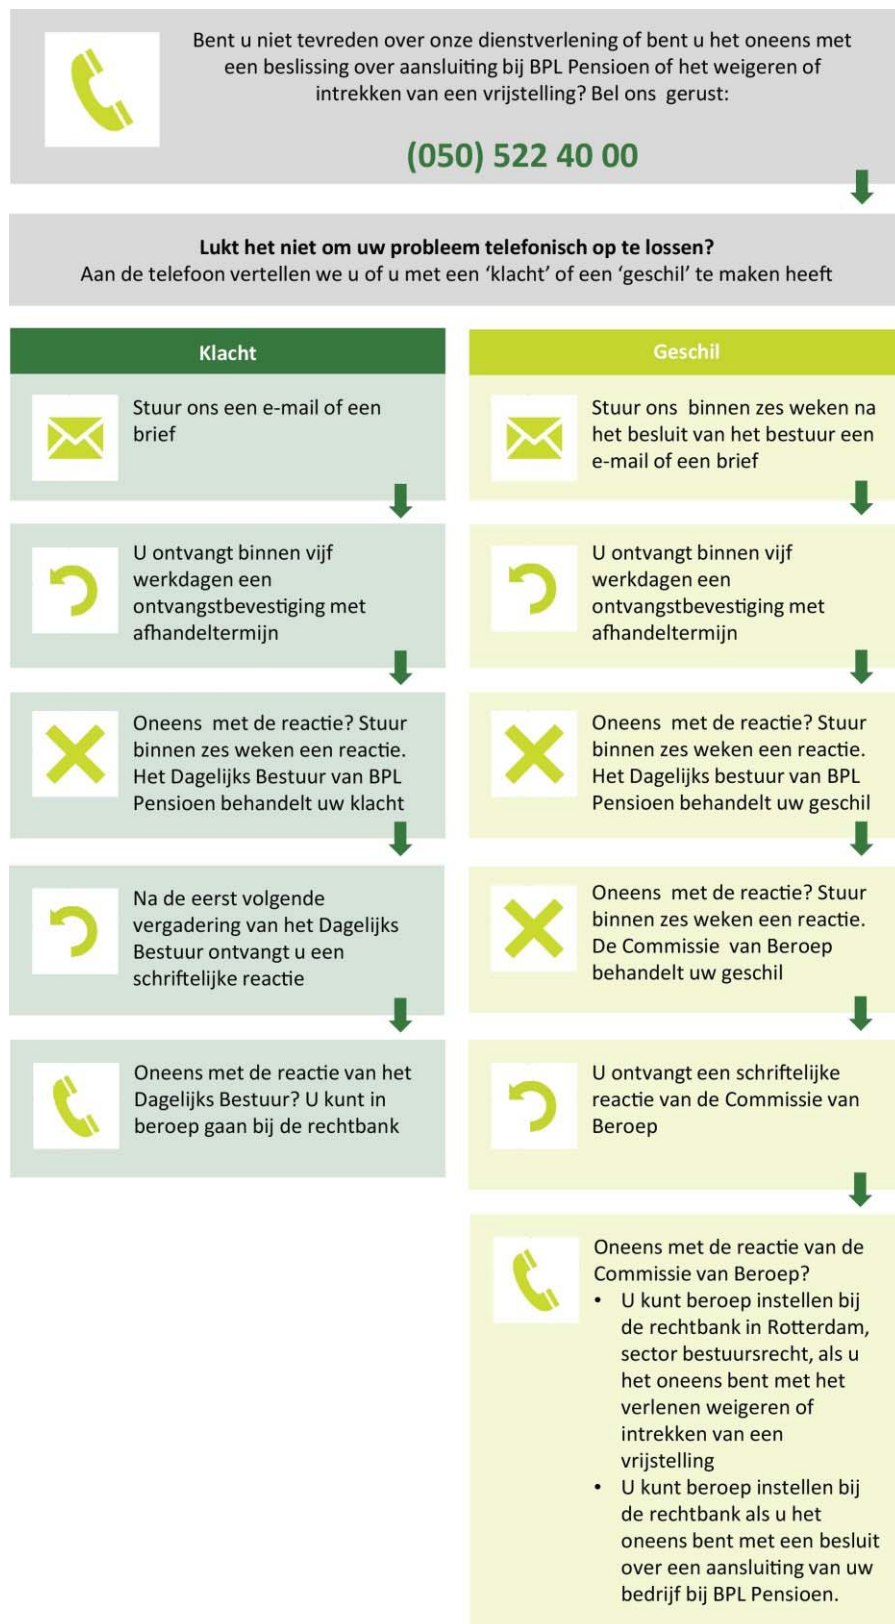 Bent u niet tevreden over onze dienstverlening of bent u het oneens met
een beslissing over aansluiting bij BPL Pensioen of het weigeren of
intrekken van een vrijstelling? Bel ons gerust:
(050) 522 40 00
Lukt het niet om uw probleem telefonisch op te lossen?
Aan de telefoon vertellen we u of u met een ‘klacht’ of een ‘geschil’ te maken heeft
Klacht
Stuur ons een e-mail of een
brief
U ontvangt binnen vijf
werkdagen een
ontvangstbevestiging met
afhandeltermijn
Oneens met de reactie? Stuur
binnen zes weken een reactie.
Het Dagelijks Bestuur van BPL
Pensioen behandelt uw klacht
Na de eerst volgende
vergadering van het Dagelijks
Bestuur ontvangt u een
schriftelijke reactie
Oneens met de reactie van het
Dagelijks Bestuur? U kunt in
beroep gaan bij de rechtbank
Geschil
Stuur ons binnen zes weken na
het besluit van het bestuur een
e-mail of een brief
U ontvangt binnen vijf
werkdagen een
ontvangstbevestiging met
afhandeltermijn
Oneens met de reactie? Stuur
binnen zes weken een reactie.
Het Dagelijks bestuur van BPL
Pensioen behandelt uw geschil
Oneens met de reactie? Stuur
binnen zes weken een reactie.
De Commissie van Beroep
behandelt uw geschil
U ontvangt een schriftelijke
reactie van de Commissie van
Beroep
Oneens met de reactie van de
Commissie van Beroep?
• U kunt beroep instellen bij
de rechtbank in Rotterdam,
sector bestuursrecht, als u
het oneens bent met het
verlenen weigeren of
intrekken van een
vrijstelling
• U kunt beroep instellen bij
de rechtbank als u het
oneens bent met een besluit
over een aansluiting van uw
bedrijf bij BPL Pensioen.